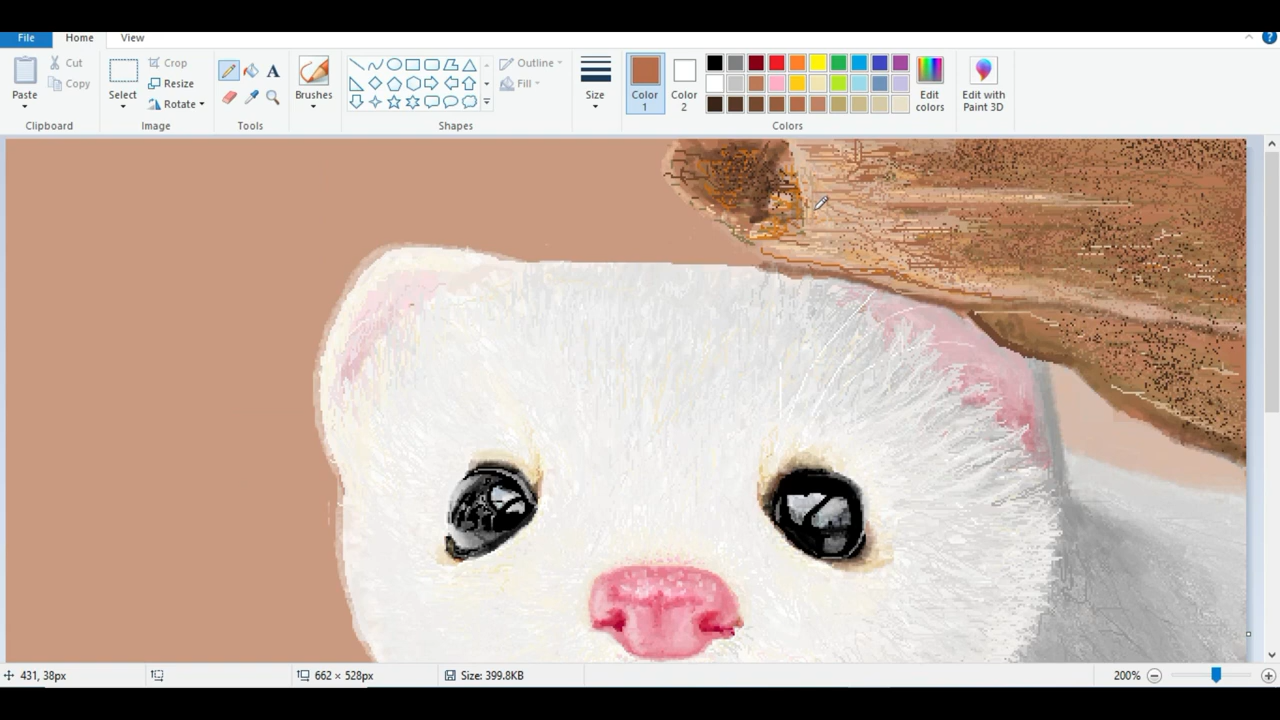 File Home View
Cut
Copy
Paste
Clipboard
Crop
Resize
Rotate
Select
Image
A
Tools
Brushes
Outline
Fill
Shapes
Size
Color
1
Color
2
Edit
colors
Colors
Edit with
Paint 3D
?
431, 38px
662 × 528px
Size: 399.8KB
200%